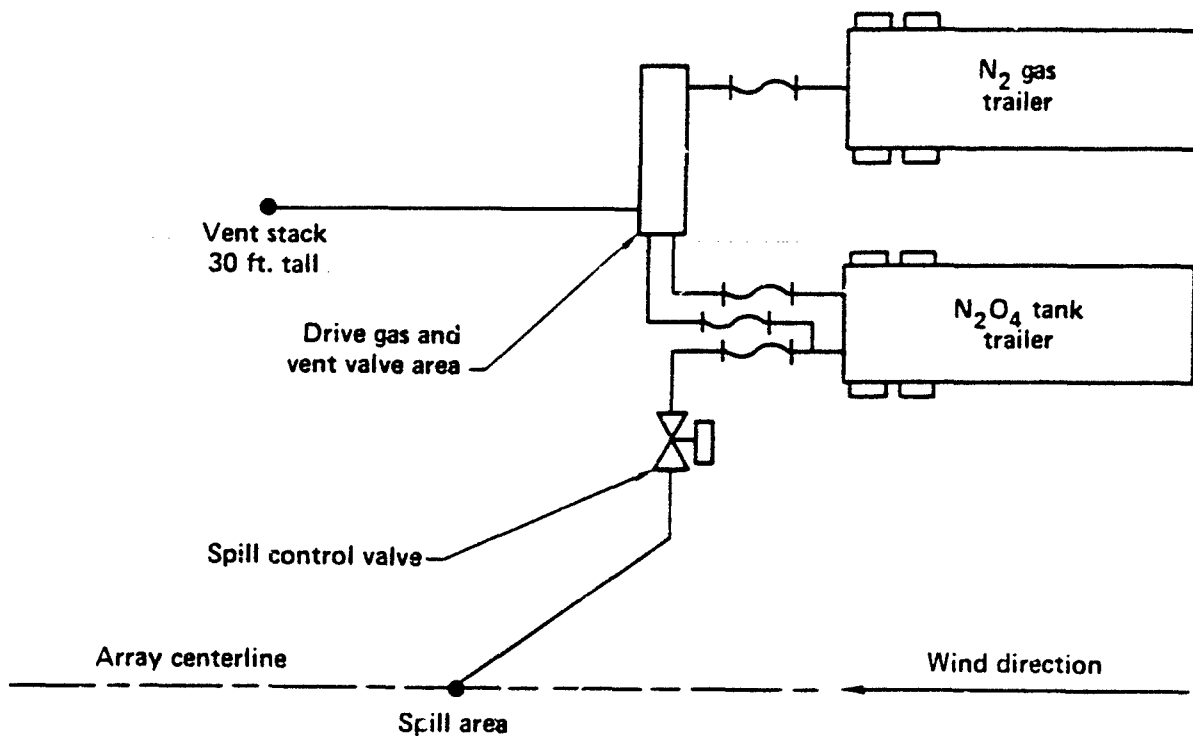 N2 gas
trailer
Vent stack
30 ft. tall
N2O4 tank
trailer
Drive gas and
vent valve area
Spill control valve
Array centerline
Wind direction
Spill area